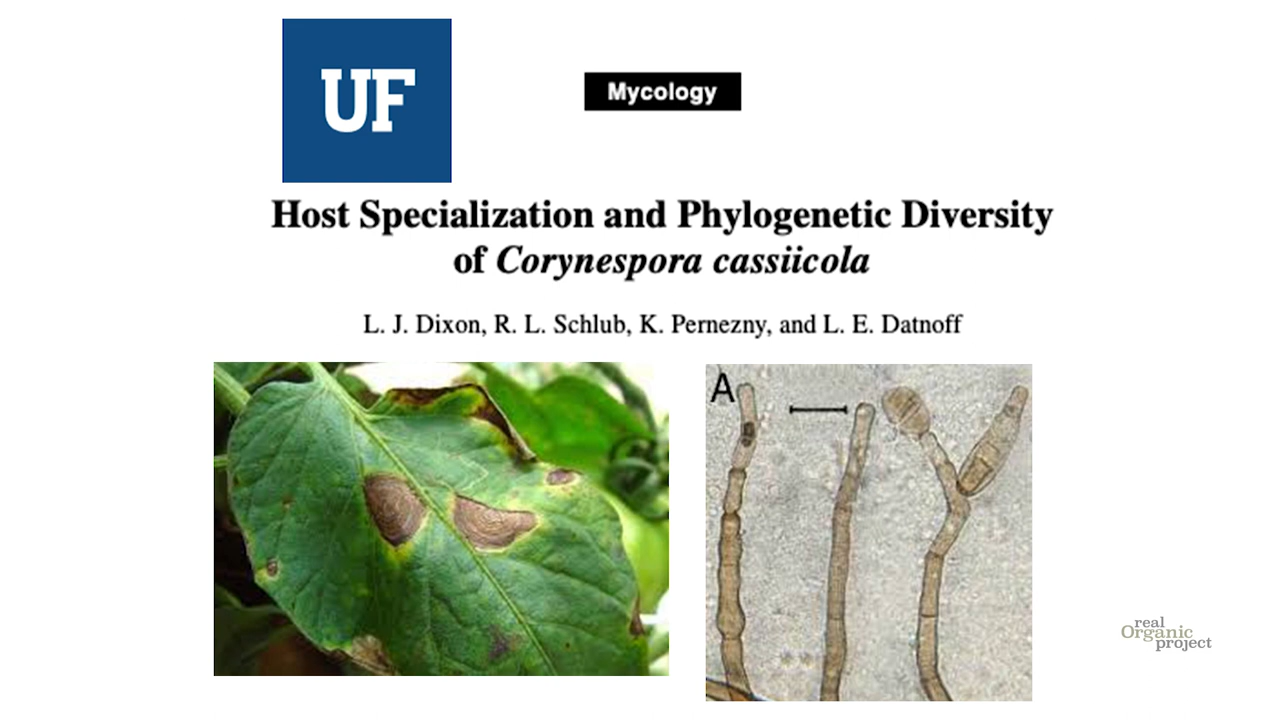 UF
Mycology
Host Specialization and Phylogenetic Diversity
of Corynespora cassiicola
L. J. Dixon, R. L. Schlub, K. Pernezny, and L. E. Datnoff
A
real
Organic
project